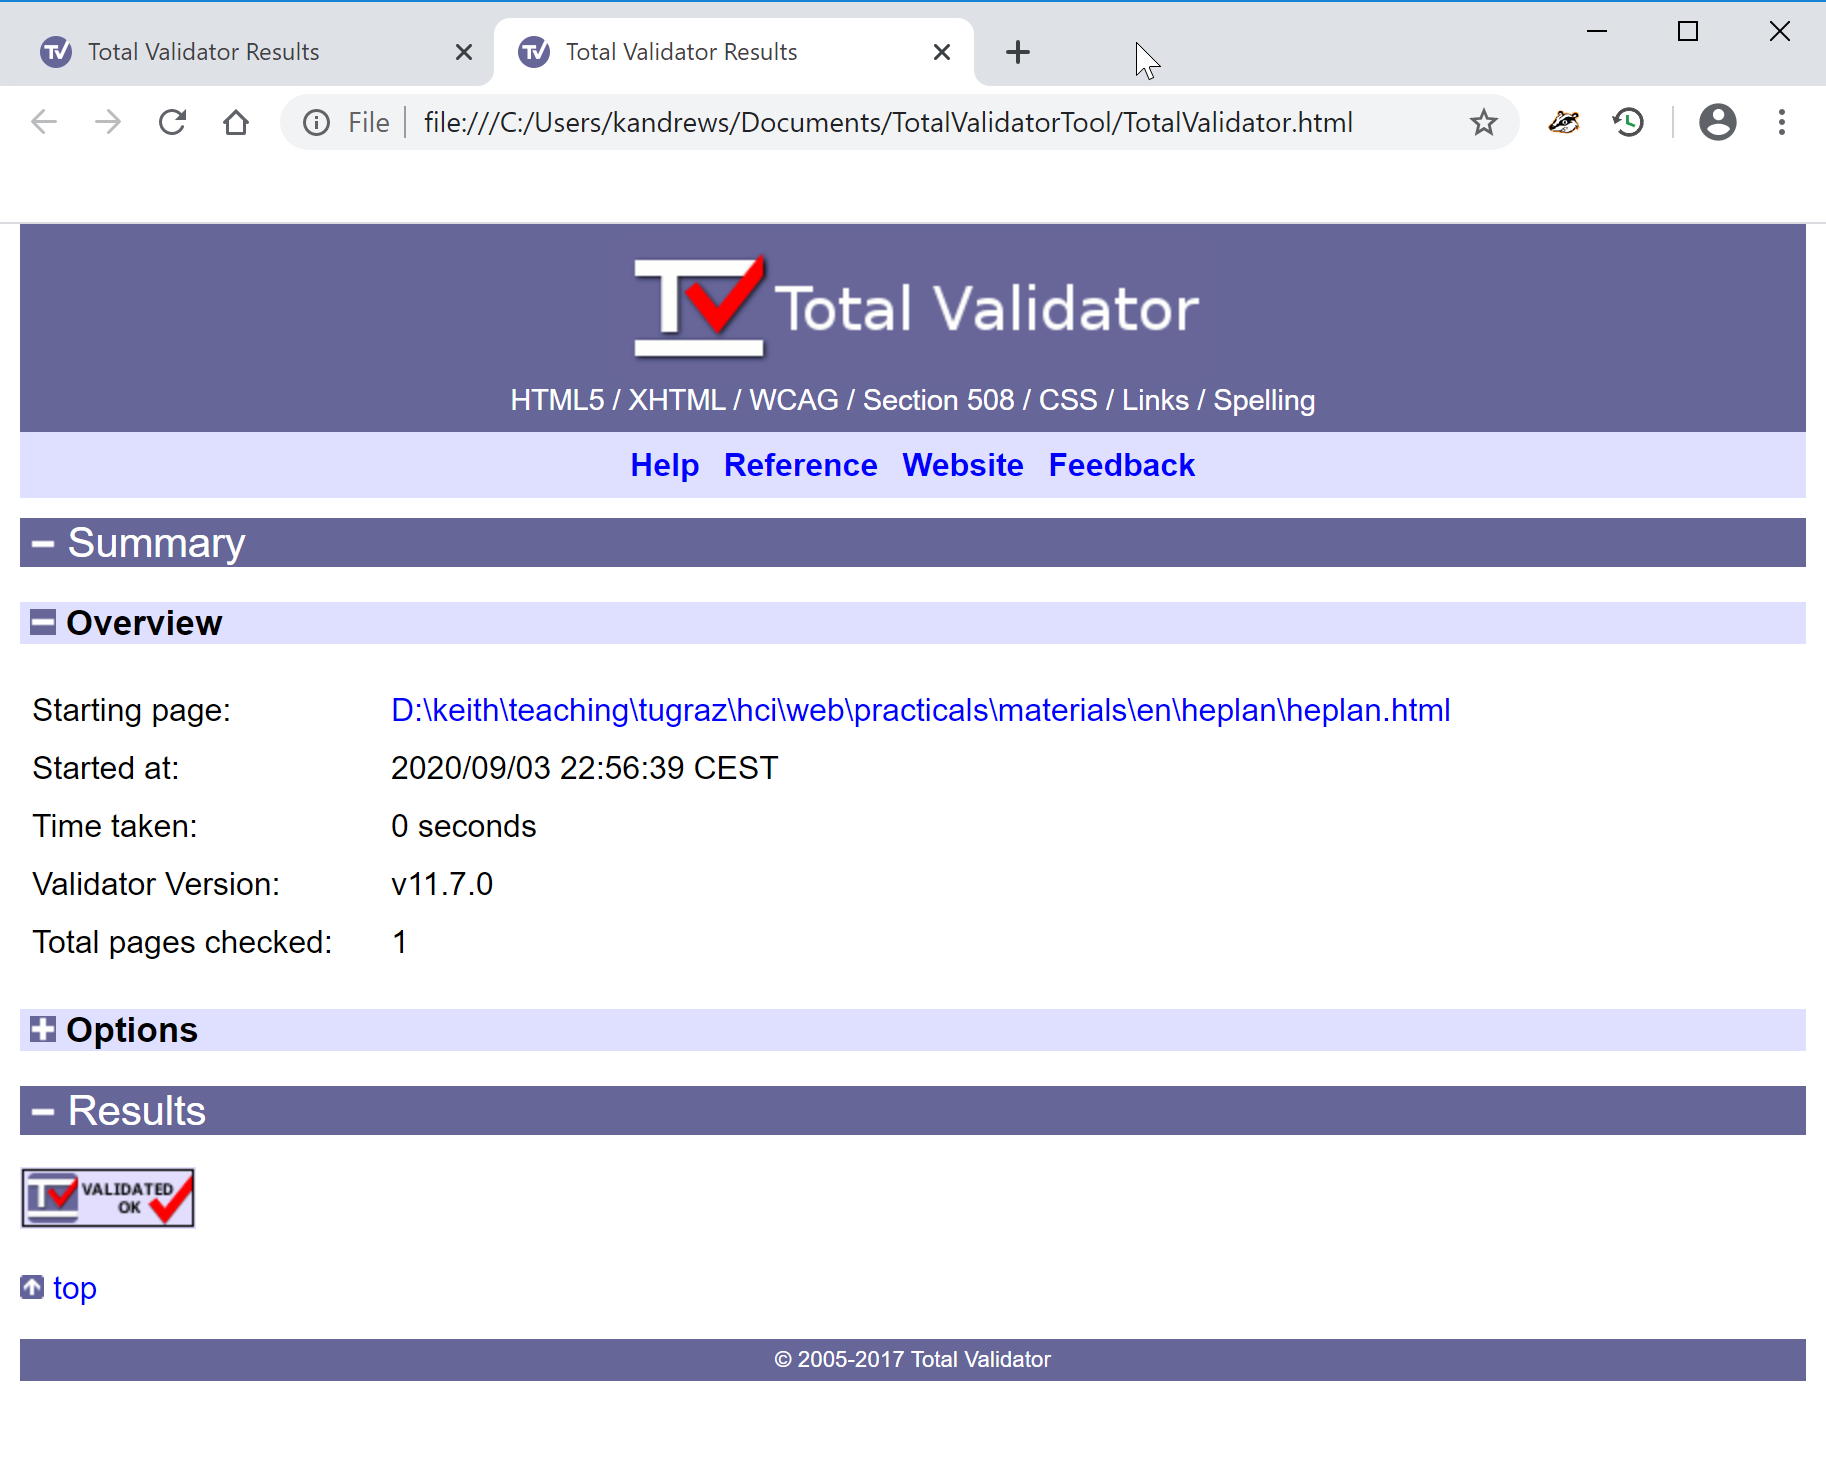 Total Validator Results
Total Validator Results
File
file:///C:/Users/kandrews/Documents/TotalValidatorTool/TotalValidator.html
TV Total Validator
HTML5 / XHTML / WCAG / Section 508 / CSS / Links / Spelling
Help Reference Website Feedback
Summary
Overview
Starting page: D:\keith\teaching\tugraz\hci\web\practicals\materials\en\heplan\heplan.html
Started at: 2020/09/03 22:56:39 CEST
Time taken: 0 seconds
Validator Version: v11.7.0
Total pages checked: 1
Options
Results
TV VALIDATED
OK
top
© 2005-2017 Total Validator